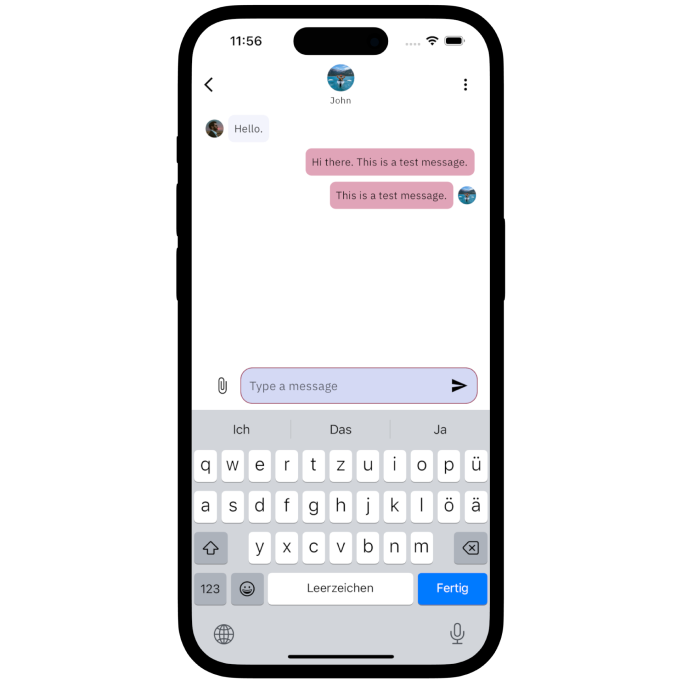 11:56
John
Hello.
Hi there. This is a test message.
This is a test message.
Type a message
Ich Das Ja
q w e r t z u i o p ü
a s d f g h j k l ö ä
y x c v b n m
123 Leerzeichen Fertig